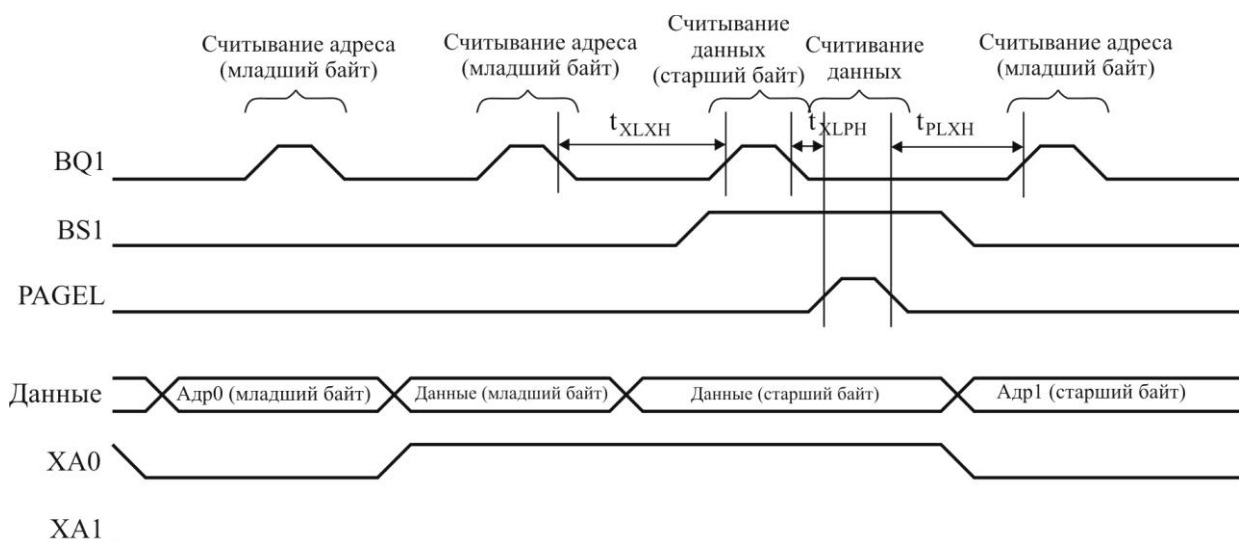 Считывание адреса
(младший байт)
Считывание адреса
(младший байт)
Считывание
данных
(старший байт)
Считивание
данных
Считывание адреса
(младший байт)
tXLXH
tXLPH
tPLXH
BQ1
BS1
PAGEL
Данные
Адр0 (младший байт)
Данные (младший байт)
Данные (старший байт)
Адр1 (старший байт)
XA0
XA1